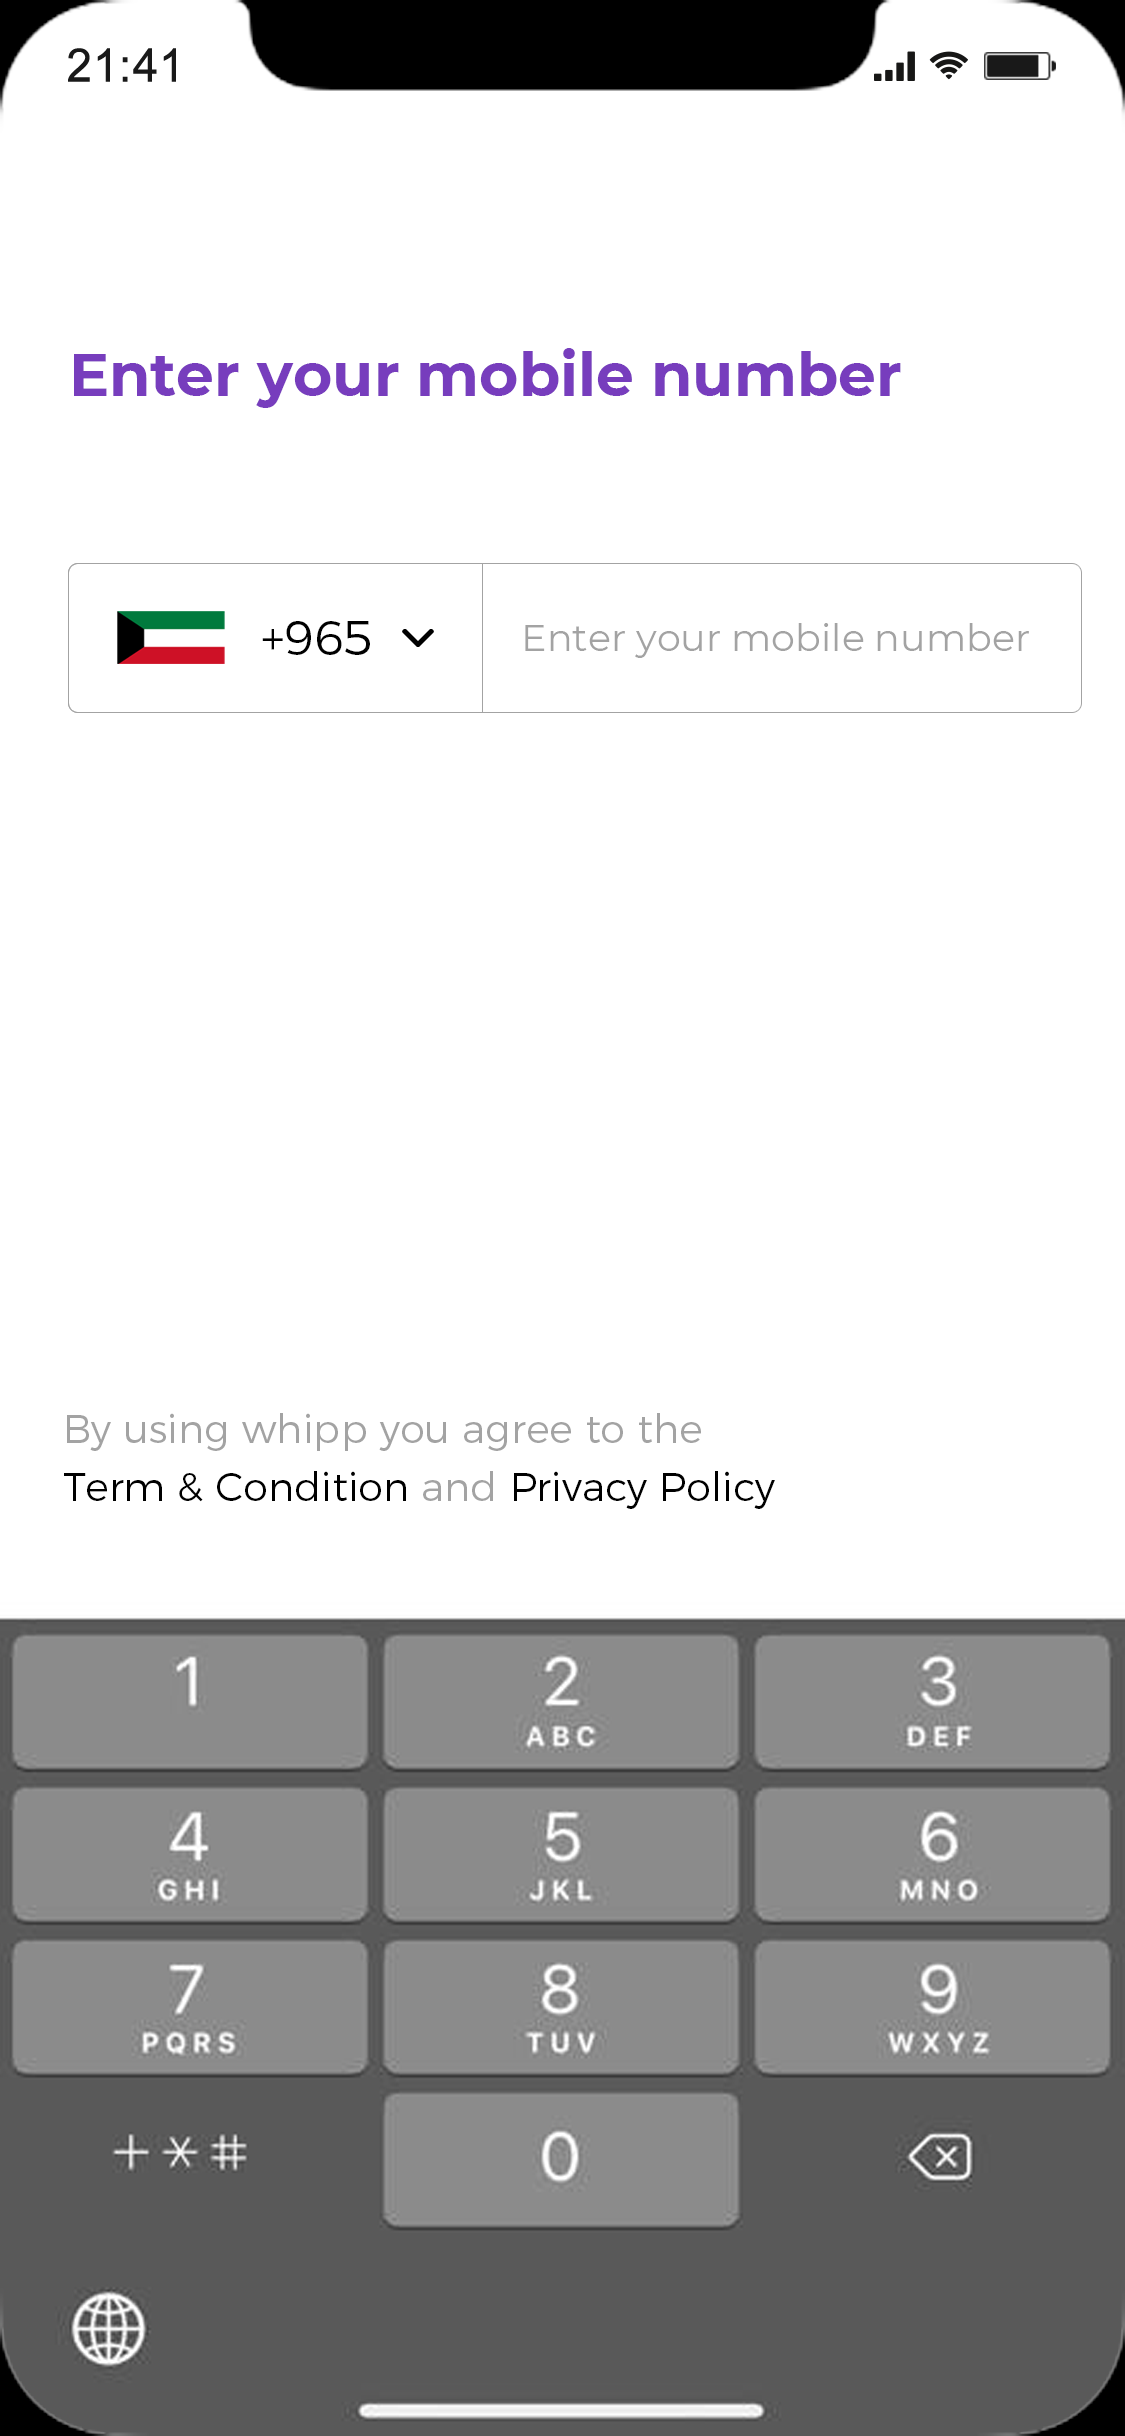 21:41
Enter your mobile number
+965 Enter your mobile number
By using whipp you agree to the
Term & Condition and Privacy Policy
1 2 3
ABC DEF
4 5 6
GHI JKL MNO
7 8 9
PQRS TUV WXYZ
+*# 0